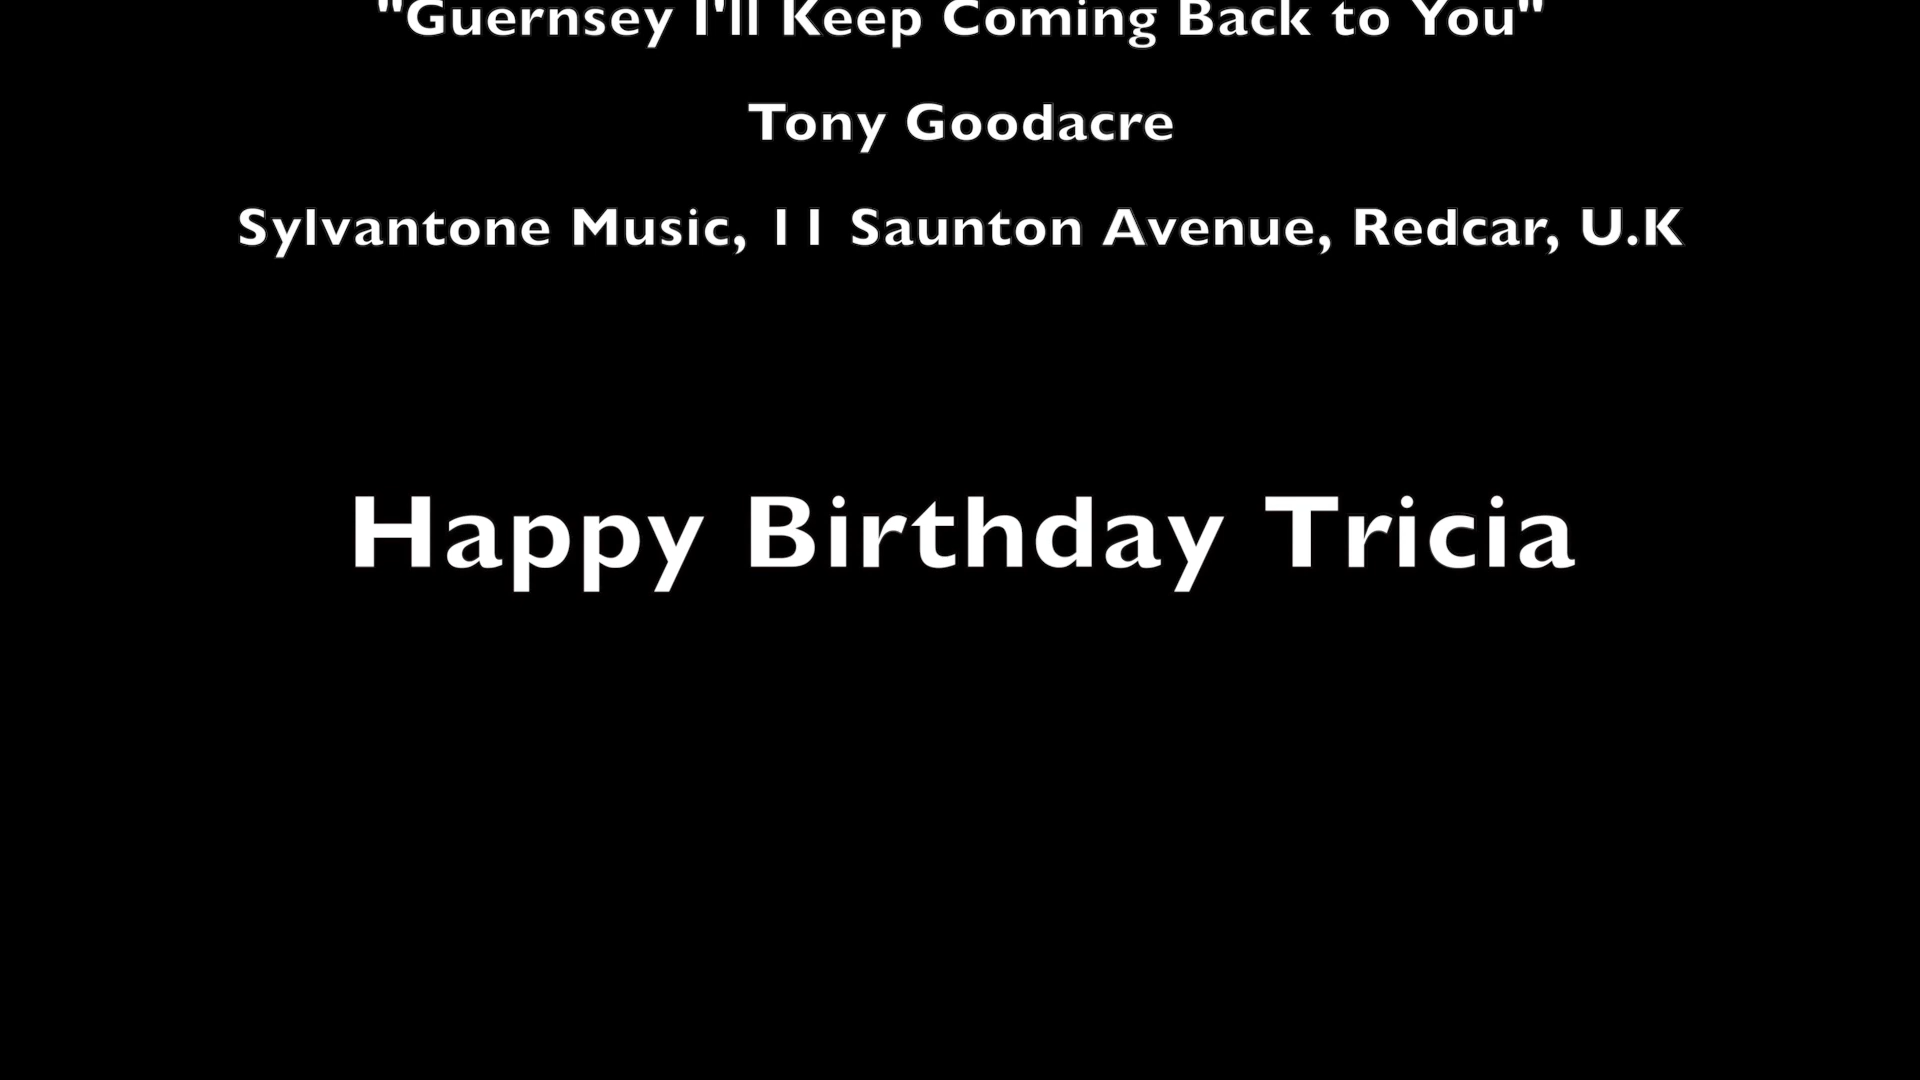 "Guernsey I'll Keep Coming Back to You"
Tony Goodacre
Sylvantone Music, 11 Saunton Avenue, Redcar, U.K
Happy Birthday Tricia